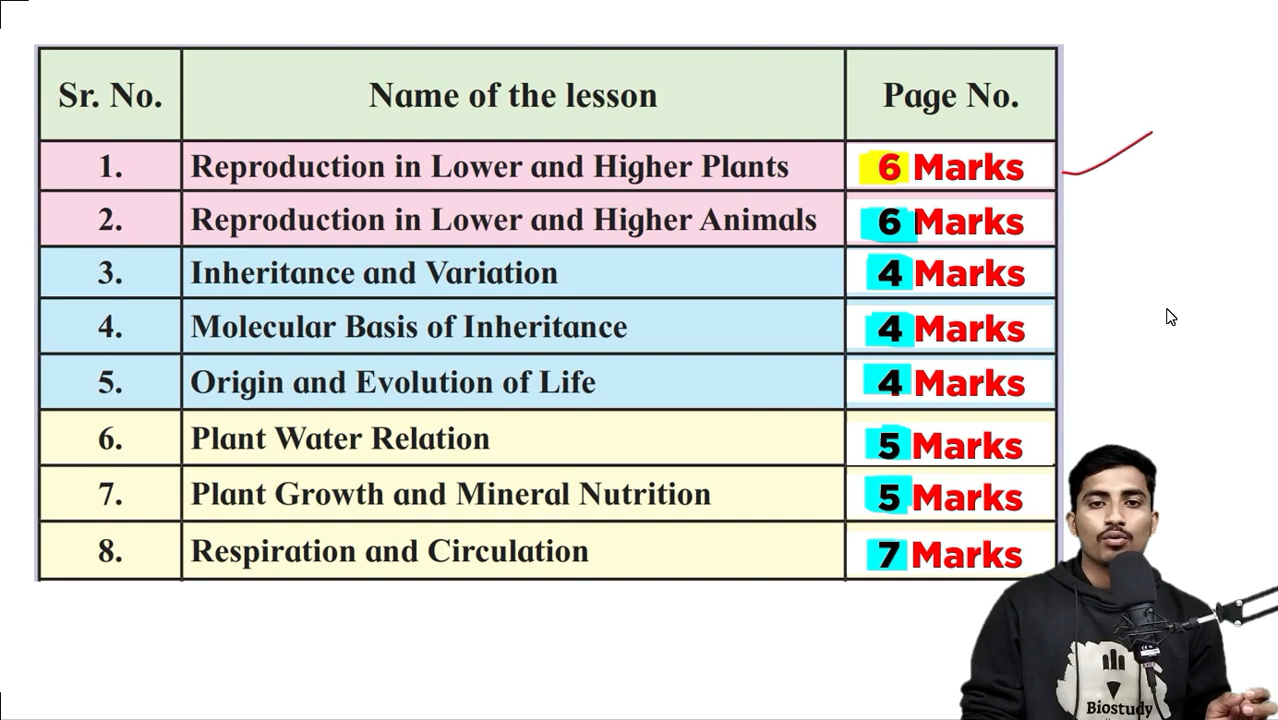 Sr. No. Name of the lesson Page No.
1. Reproduction in Lower and Higher Plants 6 Marks
2. Reproduction in Lower and Higher Animals 6 Marks
3. Inheritance and Variation 4 Marks
4. Molecular Basis of Inheritance 4 Marks
5. Origin and Evolution of Life 4 Marks
6. Plant Water Relation 5 Marks
7. Plant Growth and Mineral Nutrition 5 Marks
8. Respiration and Circulation 7 Marks
Biostudy